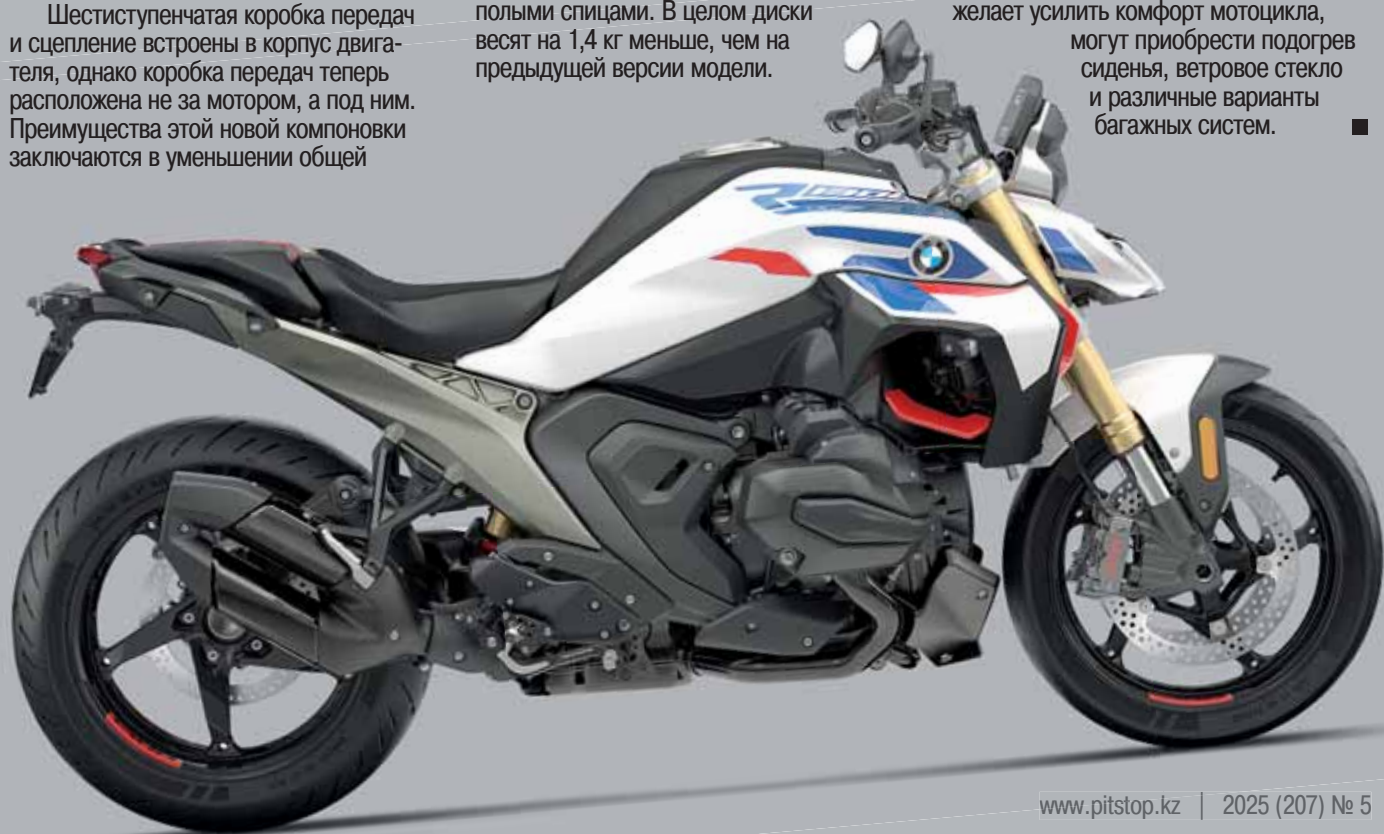 Шестиступенчатая коробка передач
и сцепление встроены в корпус двига-
теля, однако коробка передач теперь
расположена не за мотором, а под ним.
Преимущества этой новой компоновки
заключаются в уменьшении общей
полыми спицами. В целом диски
весят на 1,4 кг меньше, чем на
предыдущей версии модели.
желает усилить комфорт мотоцикла,
могут приобрести подогрев
сиденья, ветровое стекло
и различные варианты
багажных систем.
BMW
www.pitstop.kz | 2025 (207) № 5